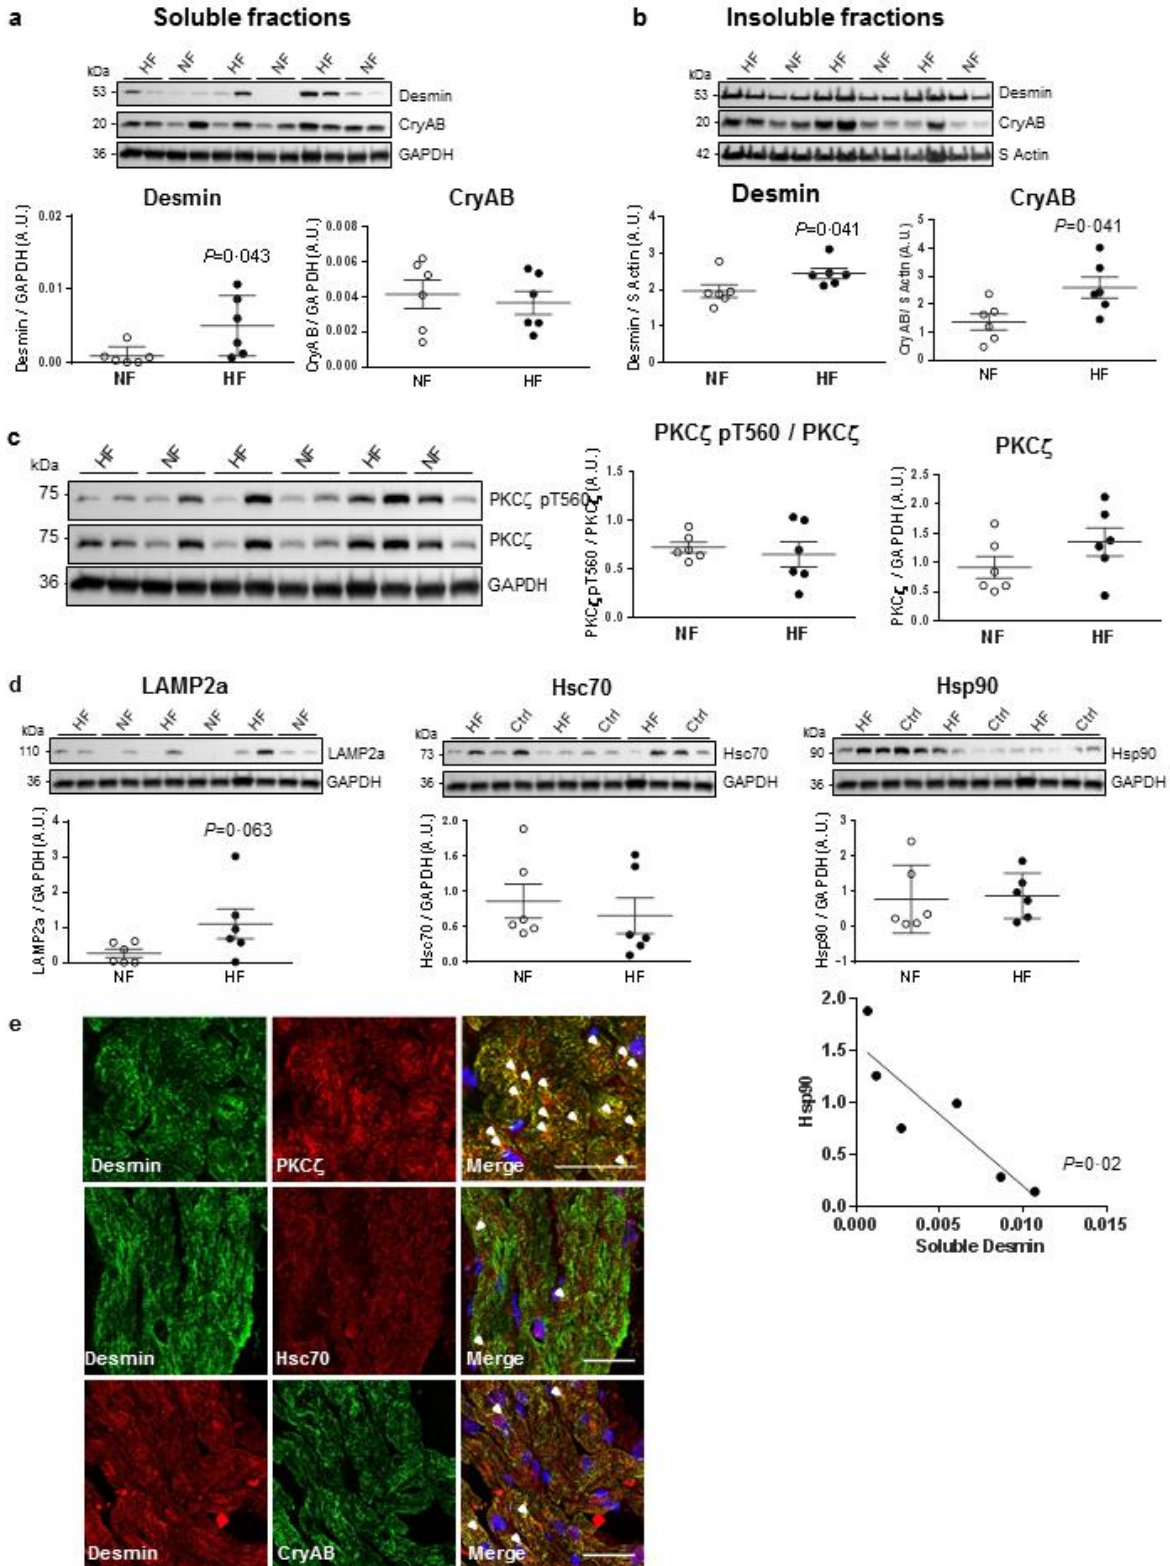 a Soluble fractions
HF NF HF NF HF NF
kDa
53 Desmin
20 CryAB
36 GAPDH
Desmin
Desmin / GAPDH (A.U.)
0.02
0.01
0.00
P=0·043
NF HF
CryAB
CryAB / GAPDH (A.U.)
0.008
0.006
0.004
0.002
0.000
NF HF
b Insoluble fractions
HF NF HF NF HF NF
kDa
53 Desmin
20 CryAB
42 S Actin
Desmin
Desmin / S Actin (A.U.)
4
3
2
1
0
P=0·041
NF HF
CryAB
CryAB/ s Actin (A.U.)
5
4
3
2
1
0
P=0·041
NF HF
c
HF NF HF NF HF NF
kDa
75 PKCζ pT560
75 PKCζ
36 GAPDH
PKCζ pT560 / PKCζ
PKCζ pT560 / PKCζ (A.U.)
1.5
1.0
0.5
0.0
NF HF
PKCζ
PKCζ / GAPDH (A.U.)
2.5
2.0
1.5
1.0
0.5
0.0
NF HF
d LAMP2a
HF NF HF NF HF NF
kDa
110 LAMP2a
36 GAPDH
LAMP2a / GAPDH (A.U.)
4
3
2
1
0
P=0·063
NF HF
Hsc70
HF Ctrl HF Ctrl HF Ctrl
kDa
73 Hsc70
36 GAPDH
Hsc70 / GAPDH (A.U.)
2.0
1.6
1.0
0.6
0.0
NF HF
Hsp90
HF Ctrl HF Ctrl HF Ctrl
kDa
90 Hsp90
36 GAPDH
Hsp90 / GAPDH (A.U.)
3
2
1
0
-1
NF HF
Hsp90
2.0
1.5
1.0
0.5
0.0
P=0·02
0.000 0.005 0.010 0.015
Soluble Desmin
e
Desmin PKCζ Merge
Desmin Hsc70 Merge
Desmin CryAB Merge